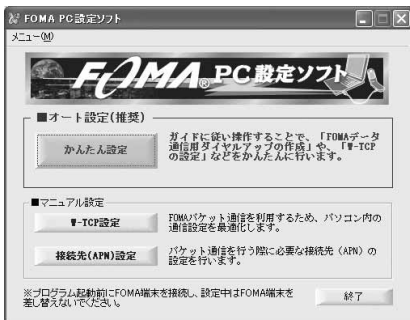 FOMA PC設定ソフト
メニュー(M)
FOMA® PC設定ソフト
■オート設定(推奨)
かんたん設定
ガイドに従い操作することで、「FOMAデータ
通信用ダイヤルアップの作成」や、「W-TCP
の設定」などをかんたんに行います。
■マニュアル設定
W-TCP設定
FOMAパケット通信を利用するため、パソコン内の
通信設定を最適化します。
接続先(APN)設定
パケット通信を行う際に必要な接続先（APN）の
設定を行います。
※プログラム起動前にFOMA端末を接続し、設定中はFOMA端末を
差し替えないでください。
終了